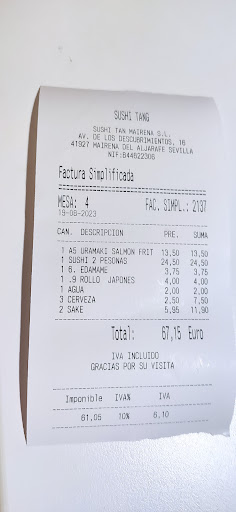 SUSHI TANG
SUSHI TAN MAIRENA S.L.
AV. DE LOS DESCUBRIMIENTOS, 16
41927 MAIRENA DEL ALJARAFE SEVILLA
NIF:B44622306
Factura Simplificada
MESA: 4 FAC. SIMPL.: 2137
19-08-2023
CAN. DESCRIPCION PRE. SUMA
1 A5 URAMAKI SALMON FRIT 13,50 13,50
1 SUSHI 2 PESONAS 24,50 24,50
1 6. EDAMAME 3,75 3,75
1 .9 ROLLO JAPONES 4,00 4,00
1 AGUA 2,00 2,00
3 CERVEZA 2,50 7,50
2 SAKE 5,95 11,90
Total: 67,15 Euro
IVA INCLUIDO
GRACIAS POR SU VISITA
Imponible IVA% IVA
61,05 10% 6,10